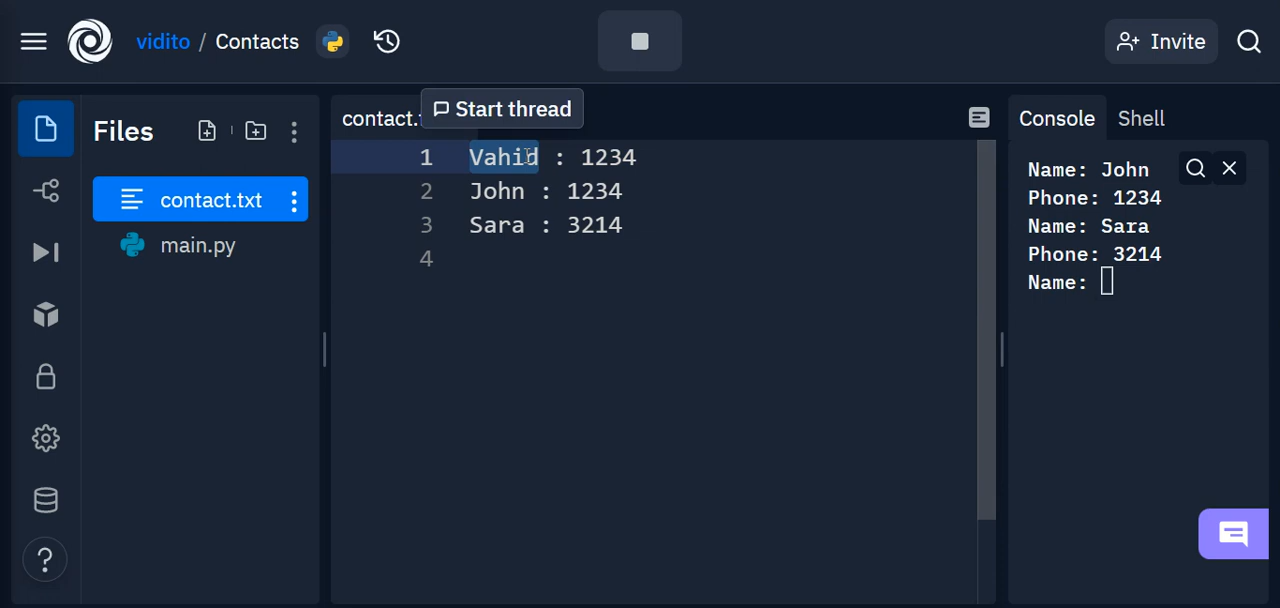 vidito / Contacts
Invite
Files
contact.
Start thread
Console
Shell
contact.txt
main.py
1 Vahid : 1234
2 John : 1234
3 Sara : 3214
4
Name: John
Phone: 1234
Name: Sara
Phone: 3214
Name:
?